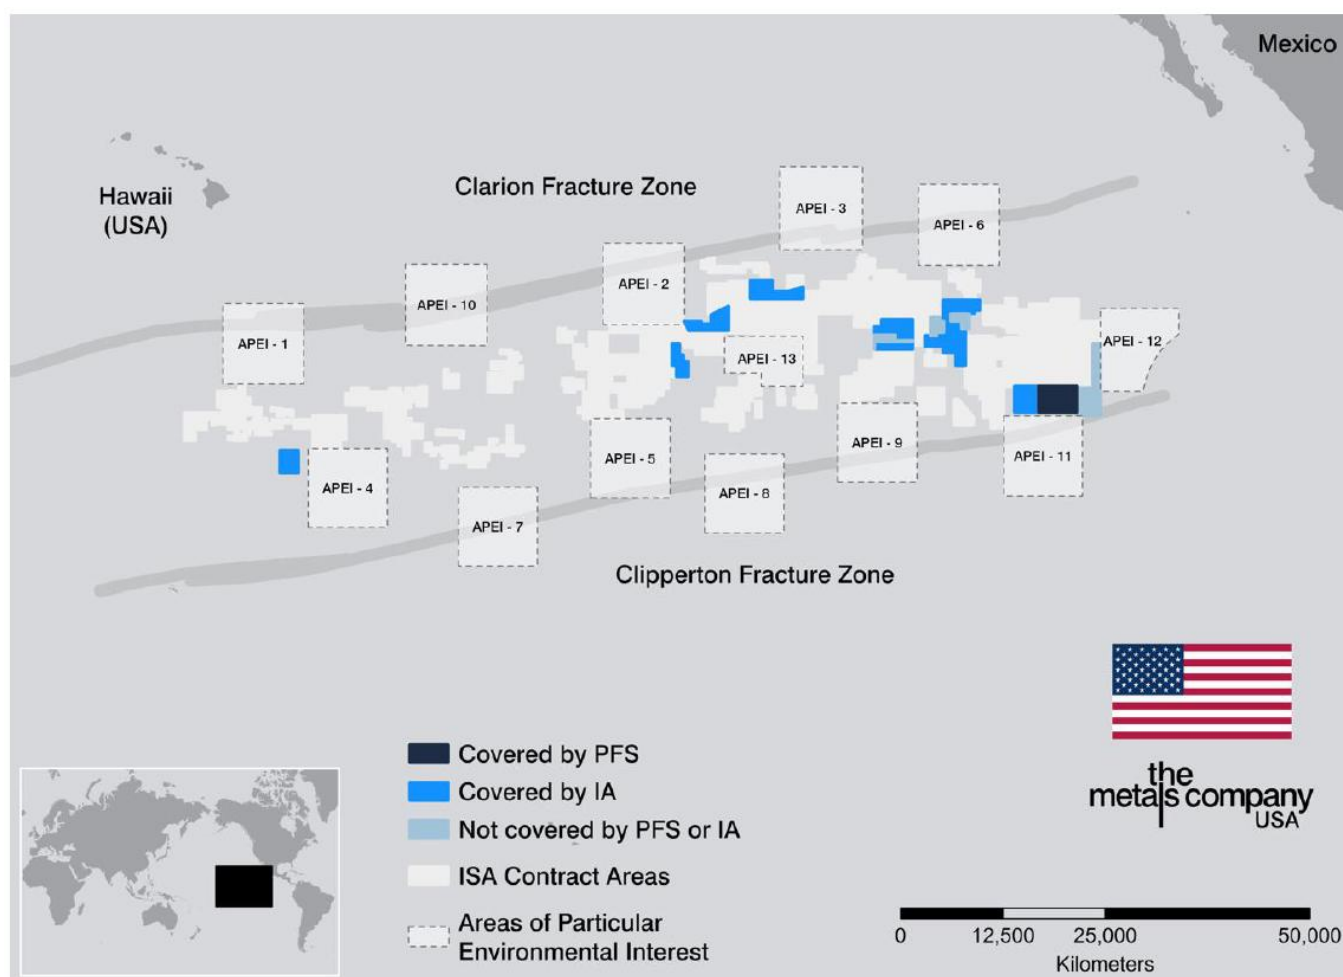 Mexico
Clarion Fracture Zone
Hawaii
(USA)
APEI - 3
APEI - 6
APEI - 2
APEI - 10
APEI - 1
APEI - 12
APEI - 13
APEI - 9
APEI - 11
APEI - 5
APEI - 4
APEI - 8
APEI - 7
Clipperton Fracture Zone
Covered by PFS
Covered by IA
Not covered by PFS or IA
ISA Contract Areas
Areas of Particular
Environmental Interest
the
metals company
USA
0 12,500 25,000 50,000
Kilometers